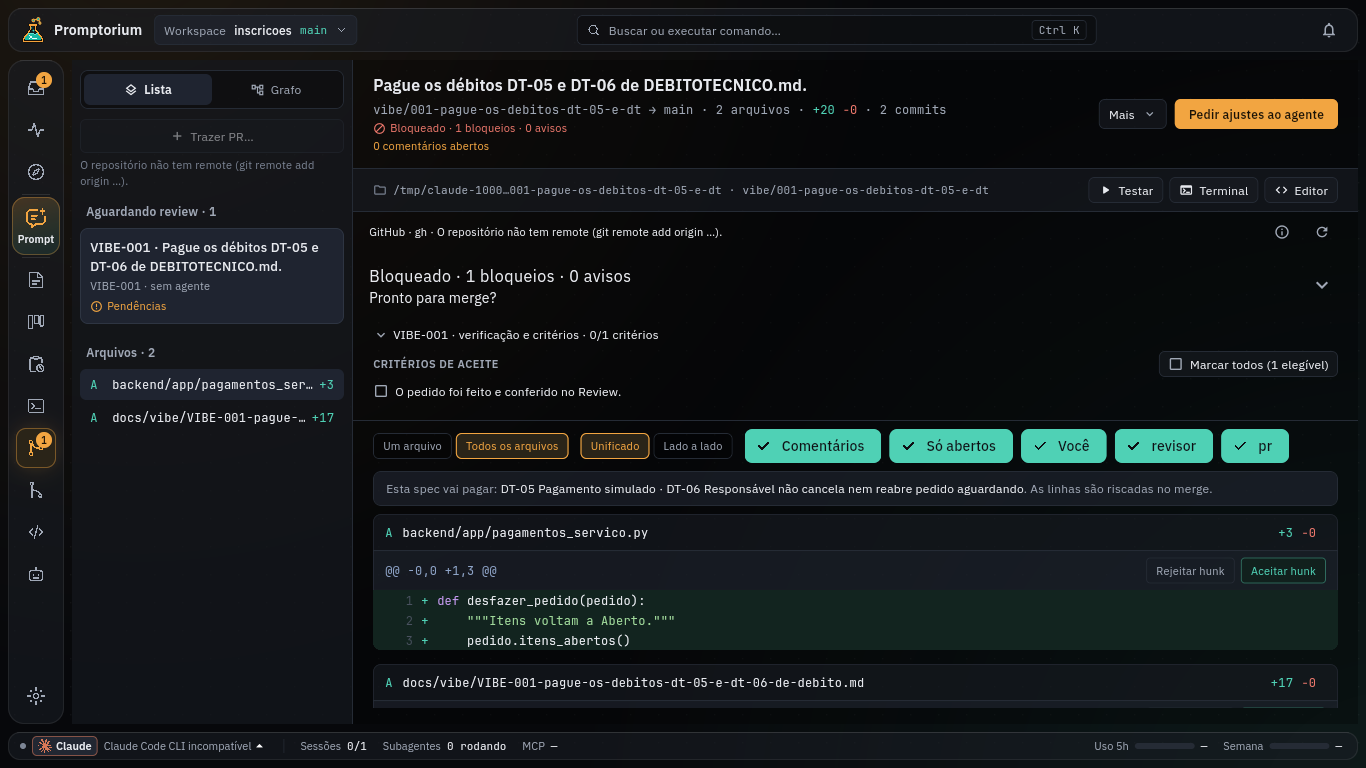 Promptorium
Workspace inscricoes main
Buscar ou executar comando...
Ctrl K
1
Prompt
1
Lista
Grafo
+ Trazer PR...
O repositório não tem remote (git remote add
origin ...).
Aguardando review · 1
VIBE-001 · Pague os débitos DT-05 e
DT-06 de DEBITOTECNICO.md.
VIBE-001 · sem agente
Pendências
Arquivos · 2
A backend/app/pagamentos_ser… +3
A docs/vibe/VIBE-001-pague-… +17
Pague os débitos DT-05 e DT-06 de DEBITOTECNICO.md.
vibe/001-pague-os-debitos-dt-05-e-dt → main · 2 arquivos · +20 -0 · 2 commits
Bloqueado · 1 bloqueios · 0 avisos
0 comentários abertos
Mais
Pedir ajustes ao agente
/tmp/claude-1000…001-pague-os-debitos-dt-05-e-dt · vibe/001-pague-os-debitos-dt-05-e-dt
Testar
Terminal
Editor
GitHub · gh · O repositório não tem remote (git remote add origin ...).
Bloqueado · 1 bloqueios · 0 avisos
Pronto para merge?
VIBE-001 · verificação e critérios · 0/1 critérios
CRITÉRIOS DE ACEITE
Marcar todos (1 elegível)
O pedido foi feito e conferido no Review.
Um arquivo
Todos os arquivos
Unificado
Lado a lado
Comentários
Só abertos
Você
revisor
pr
Esta spec vai pagar: DT-05 Pagamento simulado · DT-06 Responsável não cancela nem reabre pedido aguardando. As linhas são riscadas no merge.
A backend/app/pagamentos_servico.py +3 -0
@@ -0,0 +1,3 @@
Rejeitar hunk
Aceitar hunk
1 + def desfazer_pedido(pedido):
2 + """Itens voltam a Aberto."""
3 + pedido.itens_abertos()
A docs/vibe/VIBE-001-pague-os-debitos-dt-05-e-dt-06-de-debito.md +17 -0
Claude
Claude Code CLI incompatível
Sessões 0/1
Subagentes 0 rodando
MCP —
Uso 5h —
Semana —